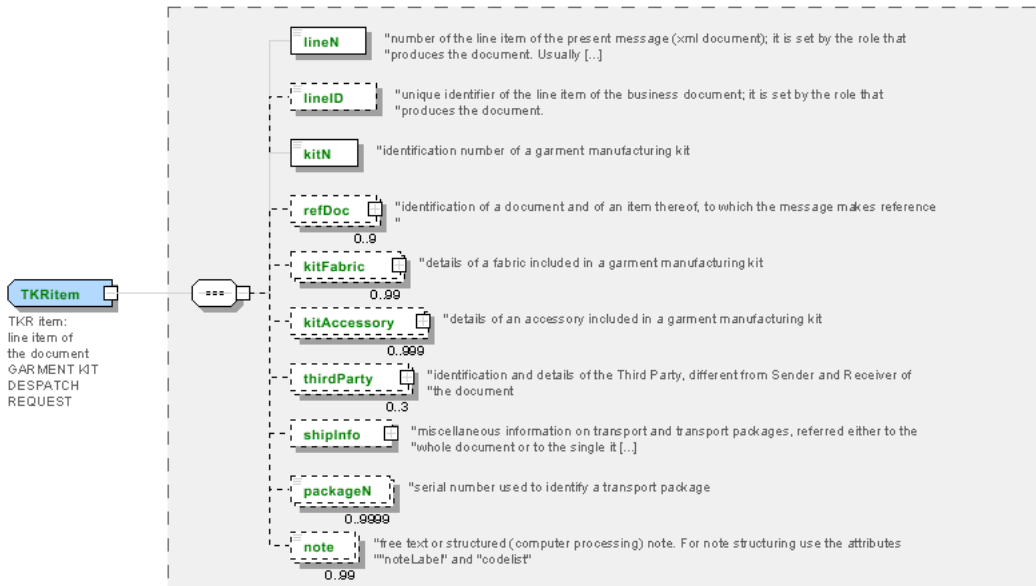 lineN
"number of the line item of the present message (xml document); it is set by the role that
"produces the document. Usually [...]
lineID
"unique identifier of the line item of the business document; it is set by the role that
"produces the document.
kitN
"identification number of a garment manufacturing kit
refDoc
"identification of a document and of an item thereof, to which the message makes reference
"
0..9
kitFabric
"details of a fabric included in a garment manufacturing kit
0..99
TKRitem
TKR item:
line item of
the document
GARMENT KIT
DESPATCH
REQUEST
kitAccessory
"details of an accessory included in a garment manufacturing kit
0..999
thirdParty
"identification and details of the Third Party, different from Sender and Receiver of
"the document
0..3
shipInfo
"miscellaneous information on transport and transport packages, referred either to the
"whole document or to the single it [...]
packageN
"serial number used to identify a transport package
0..9999
note
"free text or structured (computer processing) note. For note structuring use the attributes
""noteLabel" and "codelist"
0..99